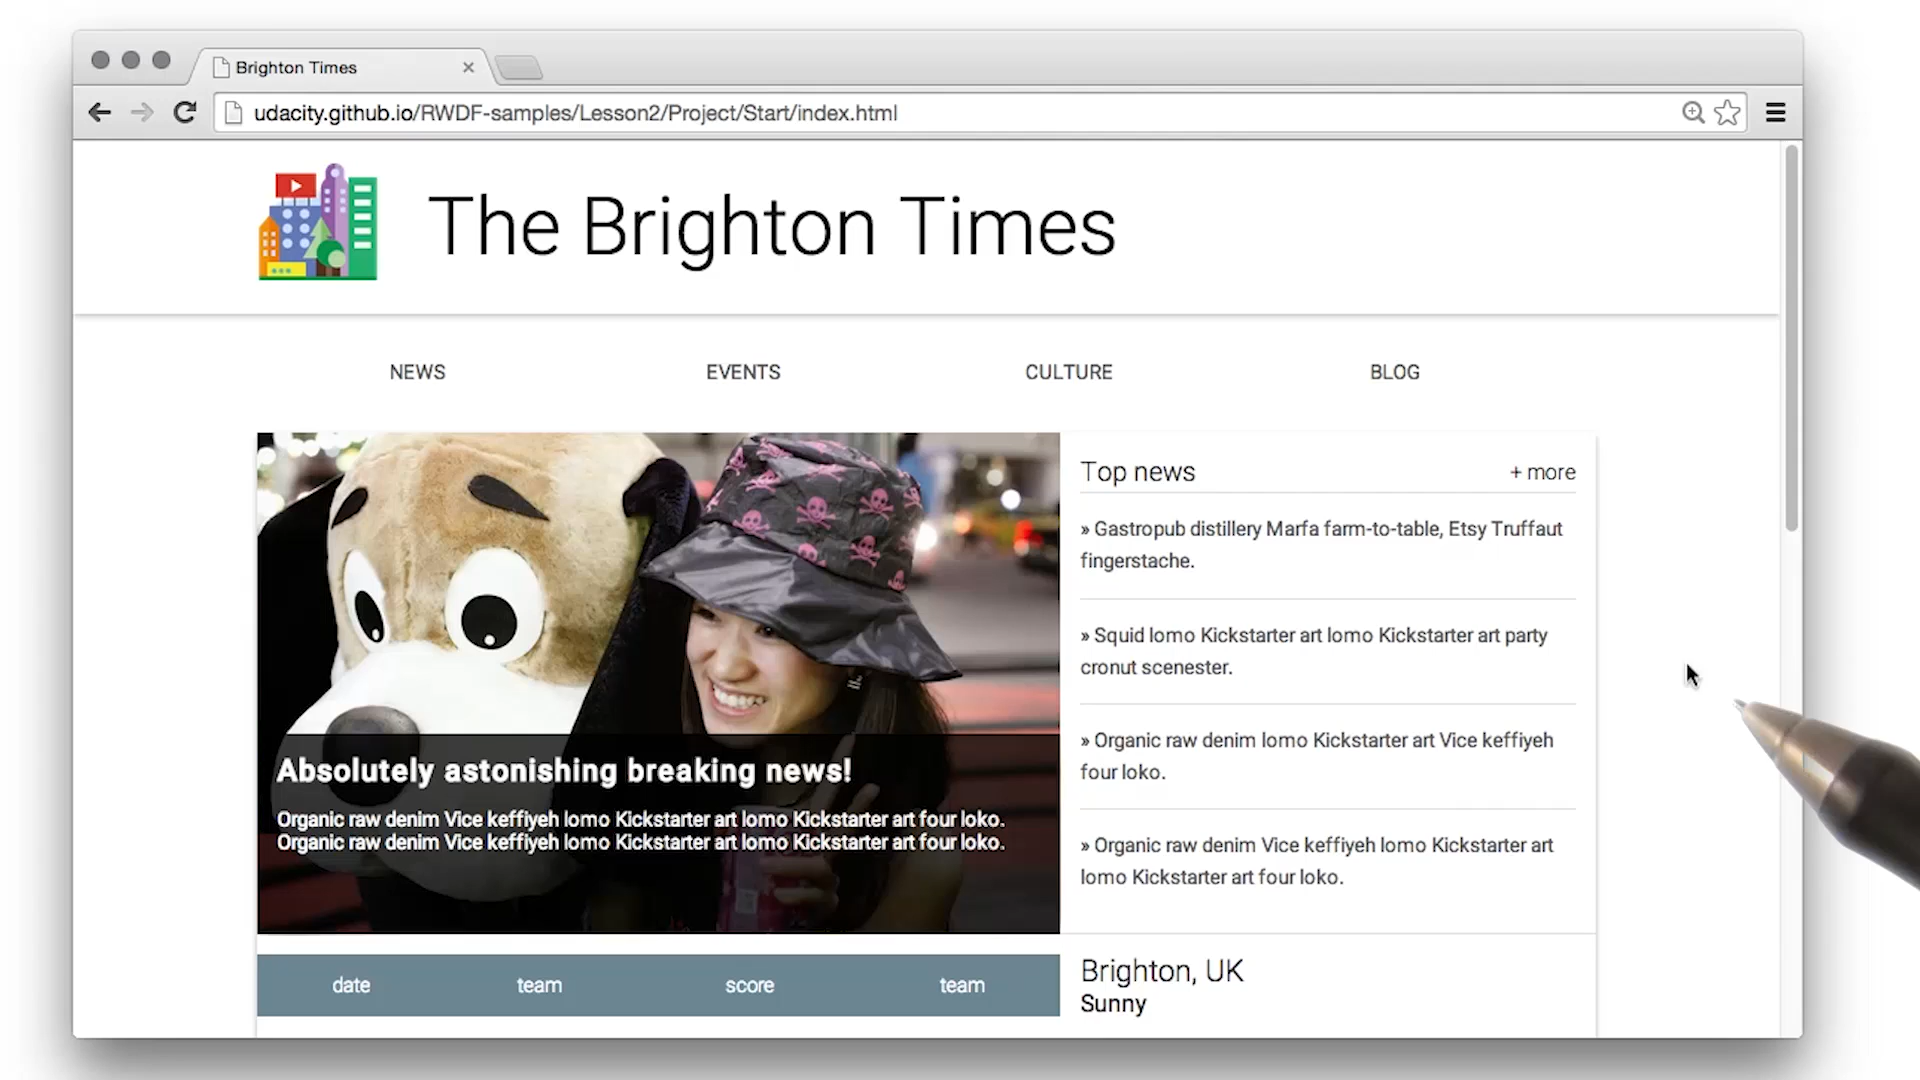 Brighton Times
udacity.github.io/RWDF-samples/Lesson2/Project/Start/index.html
The Brighton Times
NEWS EVENTS CULTURE BLOG
Absolutely astonishing breaking news!
Organic raw denim Vice keffiyeh lomo Kickstarter art lomo Kickstarter art four loko.
Organic raw denim Vice keffiyeh lomo Kickstarter art lomo Kickstarter art four loko.
Top news + more
» Gastropub distillery Marfa farm-to-table, Etsy Truffaut
fingerstache.
» Squid lomo Kickstarter art lomo Kickstarter art party
cronut scenester.
» Organic raw denim lomo Kickstarter art Vice keffiyeh
four loko.
» Organic raw denim Vice keffiyeh lomo Kickstarter art
lomo Kickstarter art four loko.
date team score team
Brighton, UK
Sunny